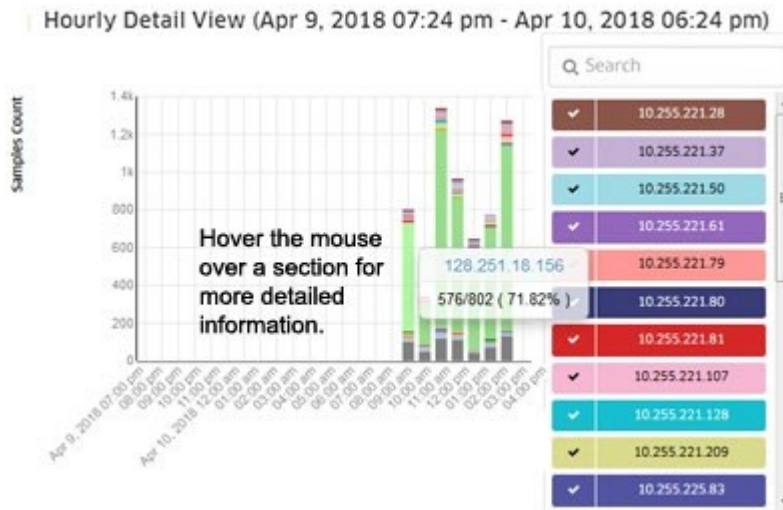 Hourly Detail View (Apr 9, 2018 07:24 pm - Apr 10, 2018 06:24 pm)
Search
Samples Count
1.4k
1.2k
1k
800
600
400
200
0
Hover the mouse
over a section for
more detailed
information.
128.251.18.156
576/802 ( 71.82% )
10.255.221.28
10.255.221.37
10.255.221.50
10.255.221.61
10.255.221.79
10.255.221.80
10.255.221.81
10.255.221.107
10.255.221.128
10.255.221.209
10.255.225.83
Apr 9, 2018 07:00 pm
08:00 pm
09:00 pm
10:00 pm
11:00 pm
Apr 10, 2018 12:00 am
01:00 am
02:00 am
03:00 am
04:00 am
05:00 am
06:00 am
07:00 am
08:00 am
09:00 am
10:00 am
11:00 am
12:00 pm
01:00 pm
02:00 pm
03:00 pm
04:00 pm